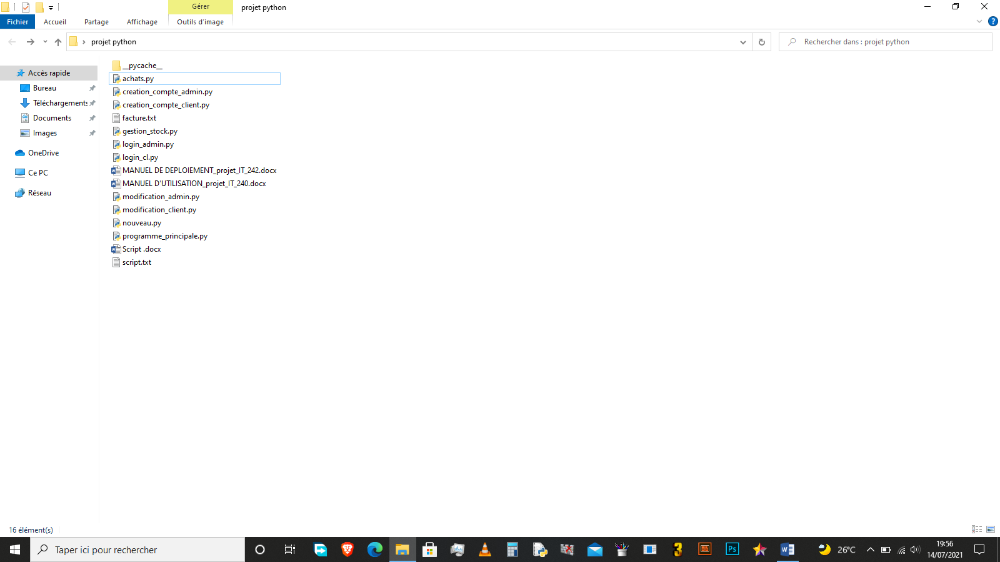 Gérer
projet python
Fichier
Accueil
Partage
Affichage
Outils d'image
?
projet python
Rechercher dans : projet python
Accès rapide
Bureau
Téléchargements
Documents
Images
OneDrive
Ce PC
Réseau
__pycache__
achats.py
creation_compte_admin.py
creation_compte_client.py
facture.txt
gestion_stock.py
login_admin.py
login_cl.py
MANUEL DE DEPLOIEMENT_projet_IT_242.docx
MANUEL D'UTILISATION_projet_IT_240.docx
modification_admin.py
modification_client.py
nouveau.py
programme_principale.py
Script .docx
script.txt
16 élément(s)
Taper ici pour rechercher
3
Ps
W
26°C
19:56
14/07/2021